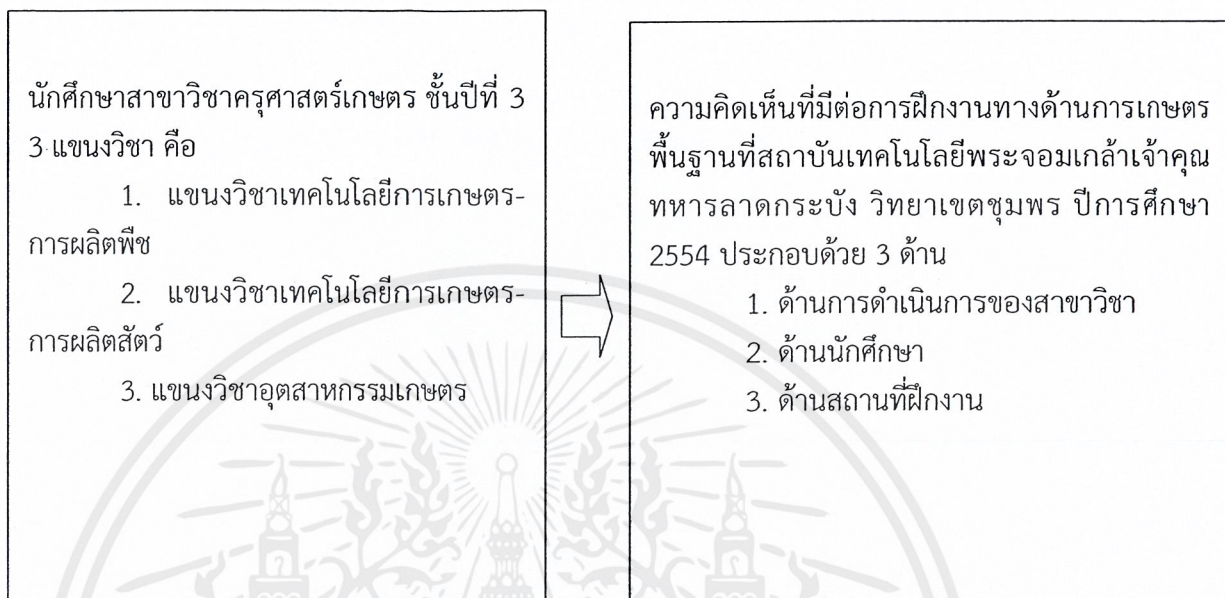 นักศึกษาสาขาวิชาครุศาสตร์เกษตร ชั้นปีที่ 3
3 แขนงวิชา คือ
1. แขนงวิชาเทคโนโลยีการเกษตร-
การผลิตพืช
2. แขนงวิชาเทคโนโลยีการเกษตร-
การผลิตสัตว์
3. แขนงวิชาอุตสาหกรรมเกษตร
ความคิดเห็นที่มีต่อการฝึกงานทางด้านการเกษตร
พื้นฐานที่สถาบันเทคโนโลยีพระจอมเกล้าเจ้าคุณ
ทหารลาดกระบัง วิทยาเขตชุมพร ปีการศึกษา
2554 ประกอบด้วย 3 ด้าน
1. ด้านการดำเนินการของสาขาวิชา
2. ด้านนักศึกษา
3. ด้านสถานที่ฝึกงาน